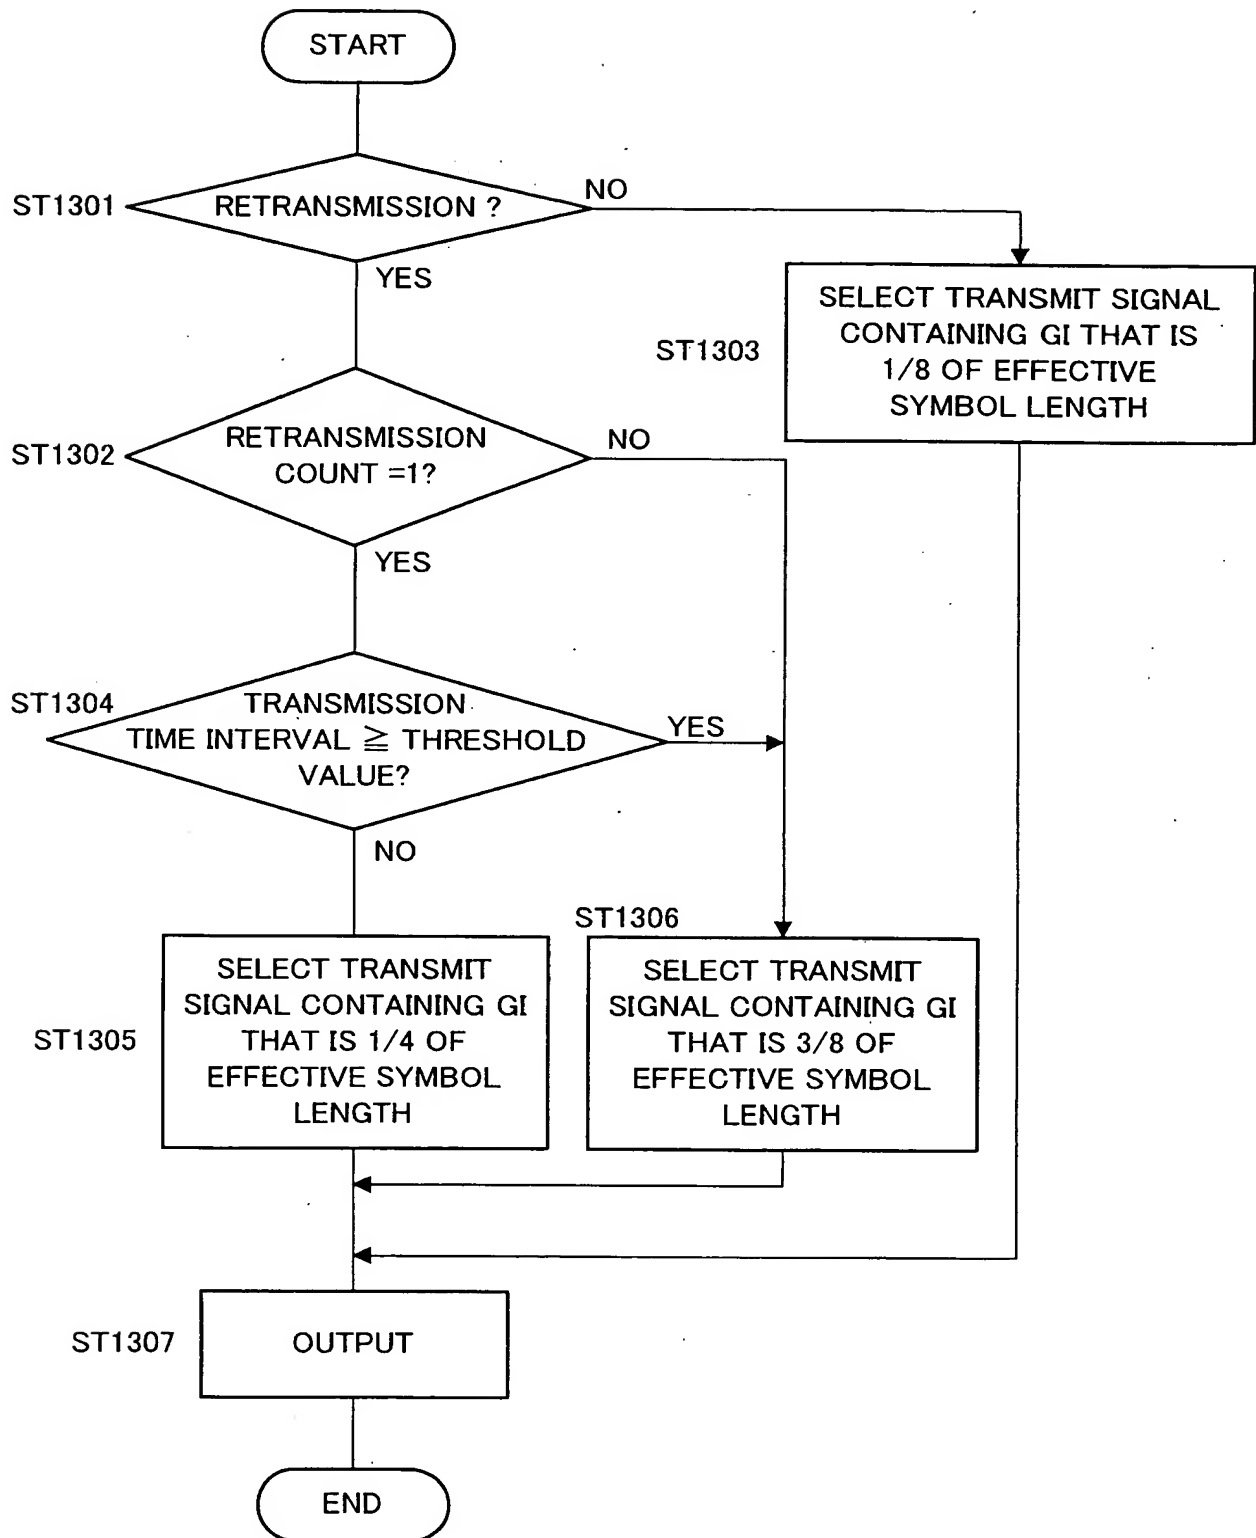 START
ST1301
RETRANSMISSION ?
NO
YES
SELECT TRANSMIT SIGNAL
CONTAINING GI THAT IS
1/8 OF EFFECTIVE
SYMBOL LENGTH
ST1303
ST1302
RETRANSMISSION
COUNT =1?
NO
YES
ST1304
TRANSMISSION
TIME INTERVAL ≧ THRESHOLD
VALUE?
YES
NO
ST1305
SELECT TRANSMIT
SIGNAL CONTAINING GI
THAT IS 1/4 OF
EFFECTIVE SYMBOL
LENGTH
ST1306
SELECT TRANSMIT
SIGNAL CONTAINING GI
THAT IS 3/8 OF
EFFECTIVE SYMBOL
LENGTH
ST1307
OUTPUT
END